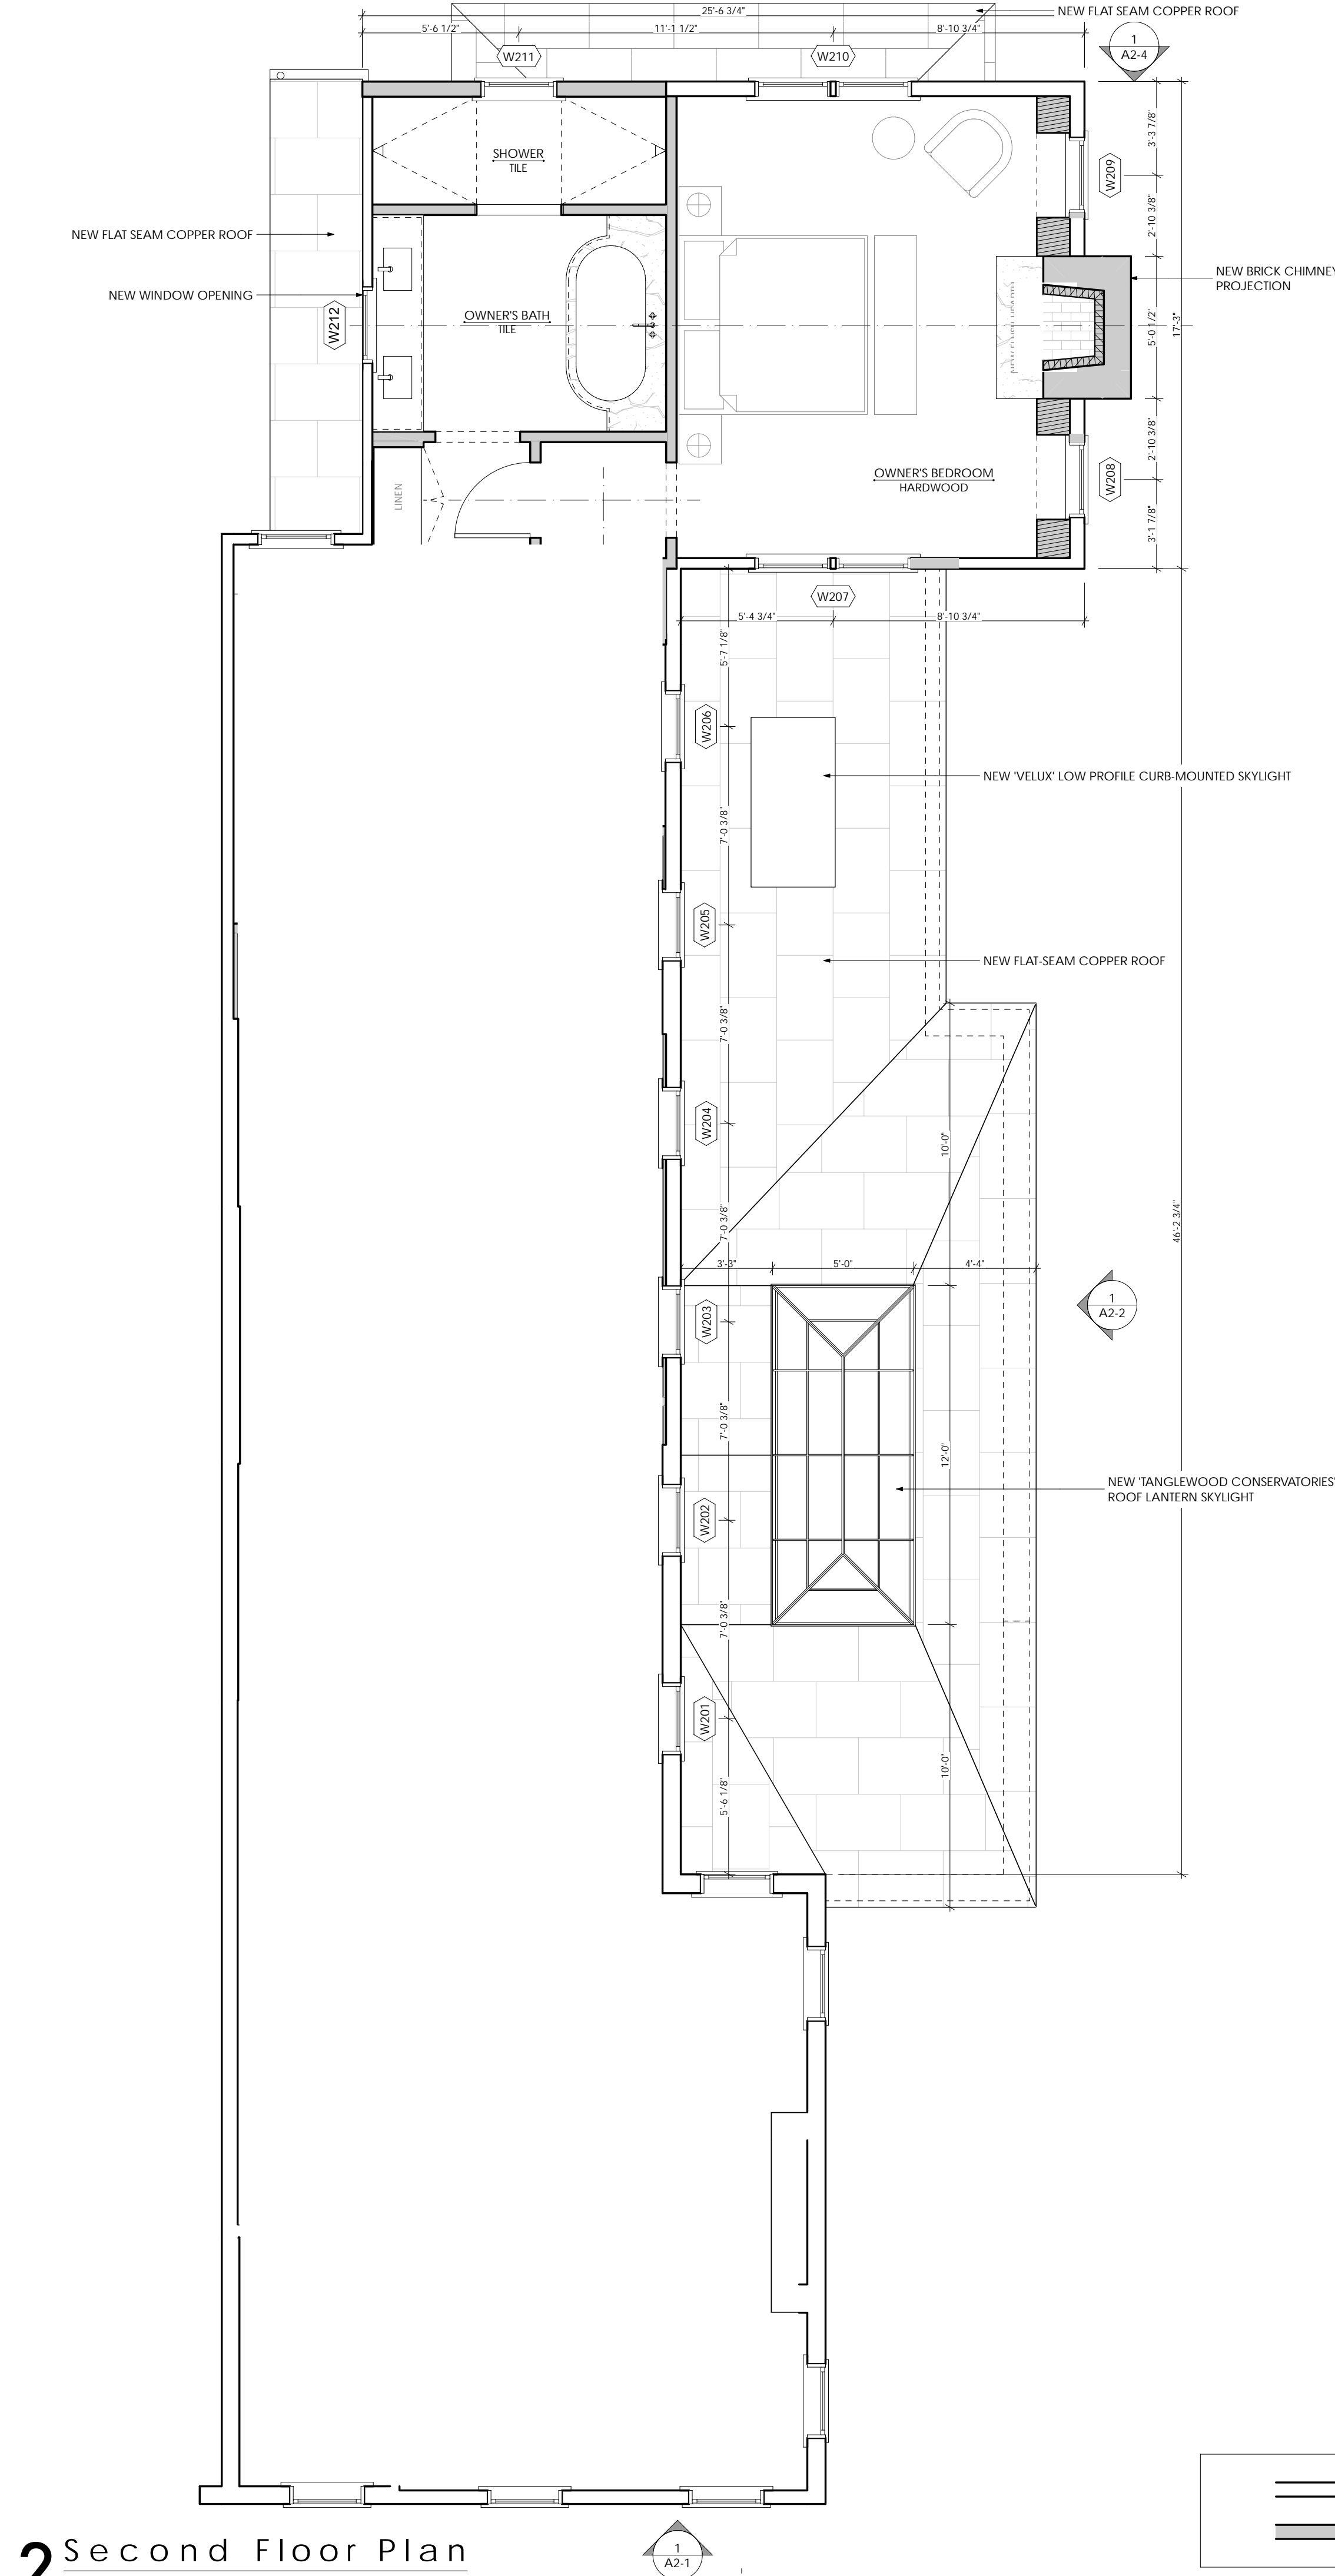 25'-6 3/4"
NEW FLAT SEAM COPPER ROOF
5'-6 1/2"
11'-1 1/2"
8'-10 3/4"
1
A2-4
W211
W210
3'-3 7/8"
SHOWER
TILE
W209
2'-10 3/8"
NEW FLAT SEAM COPPER ROOF
NEW BRICK CHIMNEY
PROJECTION
NEW WINDOW OPENING
W212
OWNER'S BATH
TILE
5'-0 1/2"
17'-3"
2'-10 3/8"
OWNER'S BEDROOM
HARDWOOD
W208
LINEN
3'-1 7/8"
W207
5'-4 3/4"
8'-10 3/4"
5'-7 1/8"
W206
NEW 'VELUX' LOW PROFILE CURB-MOUNTED SKYLIGHT
7'-0 3/8"
W205
NEW FLAT-SEAM COPPER ROOF
7'-0 3/8"
W204
10'-0"
7'-0 3/8"
46'-2 3/4"
3'-3"
5'-0"
4'-4"
1
A2-2
W203
7'-0 3/8"
12'-0"
NEW 'TANGLEWOOD CONSERVATORIES'
ROOF LANTERN SKYLIGHT
W202
7'-0 3/8"
W201
10'-0"
5'-6 1/8"
2 Second Floor Plan
1
A2-1